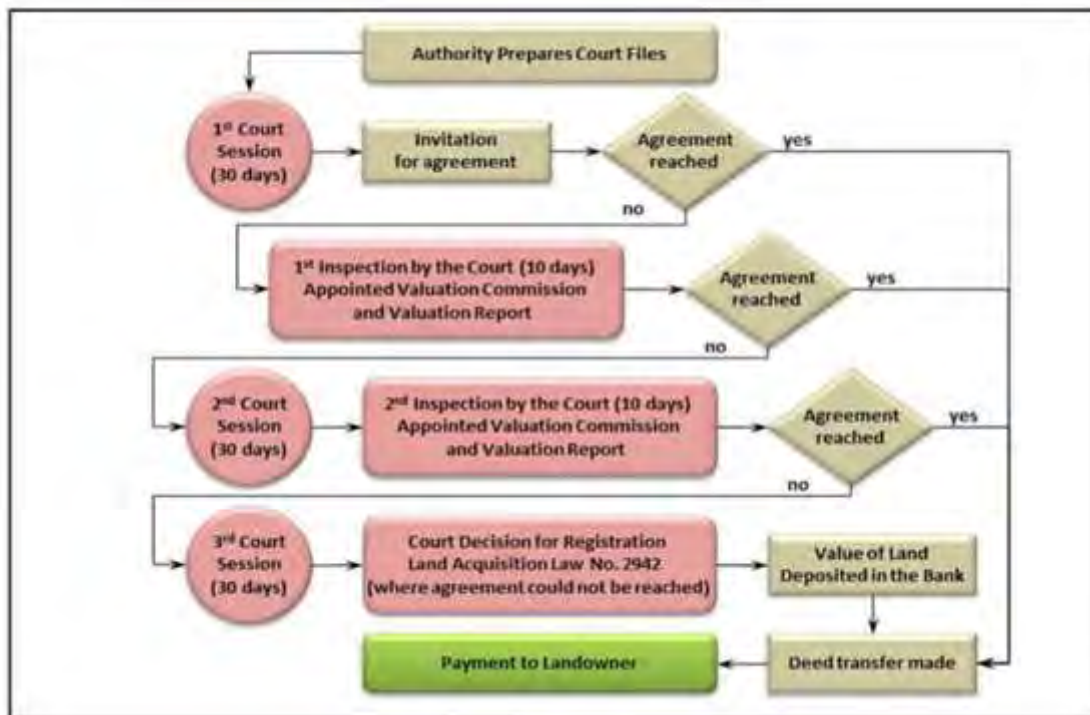 Authority Prepares Court Files
1st Court
Session
(30 days)
Invitation
for agreement
Agreement
reached
yes
no
1st Inspection by the Court (10 days)
Appointed Valuation Commission
and Valuation Report
Agreement
reached
yes
no
2nd Court
Session
(30 days)
2nd Inspection by the Court (10 days)
Appointed Valuation Commission
and Valuation Report
Agreement
reached
yes
no
3rd Court
Session
(30 days)
Court Decision for Registration
Land Acquisition Law No. 2942
(where agreement could not be reached)
Value of Land
Deposited in the Bank
Payment to Landowner
Deed transfer made